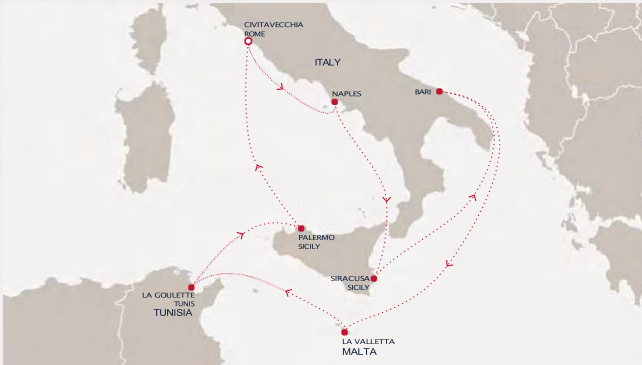 CIVITAVECCHIA
ROME
ITALY
NAPLES
BARI
PALERMO
SICILY
SIRACUSA
SICILY
LA GOULETTE
TUNIS
TUNISIA
LA VALLETTA
MALTA